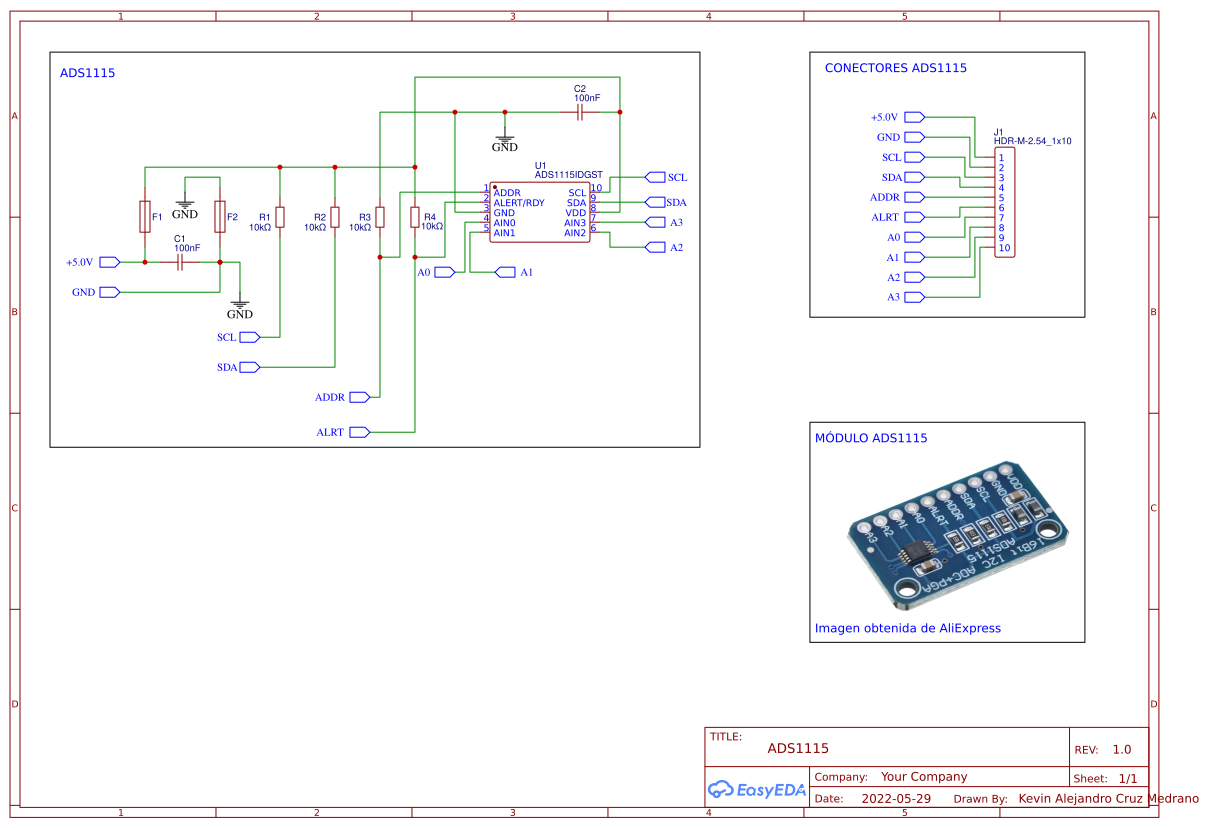 1 2 3 4 5
A
B
C
D
A
B
C
D
1 2 3 4 5
ADS1115
C2
100nF
GND
U1
ADS1115IDGST
1 ADDR
2 ALERT/RDY
3 GND
4 AIN0
5 AIN1
SCL 10
SDA 9
VDD 8
AIN3 7
AIN2 6
SCL
SDA
A3
A2
F1
GND
F2
R1
10kΩ
R2
10kΩ
R3
10kΩ
R4
10kΩ
C1
100nF
+5.0V
GND
GND
A0
A1
SCL
SDA
ADDR
ALRT
CONECTORES ADS1115
+5.0V
GND
SCL
SDA
ADDR
ALRT
A0
A1
A2
A3
J1
HDR-M-2.54_1x10
1
2
3
4
5
6
7
8
9
10
MÓDULO ADS1115
VDD
GND
SCL
SDA
ADDR
ALRT
A0
A1
A2
A3
16Bit I2C
ADC+PGA
ADS1115
Imagen obtenida de AliExpress
TITLE:
ADS1115
REV: 1.0
EasyEDA
Company: Your Company
Sheet: 1/1
Date: 2022-05-29 Drawn By: Kevin Alejandro Cruz Medrano